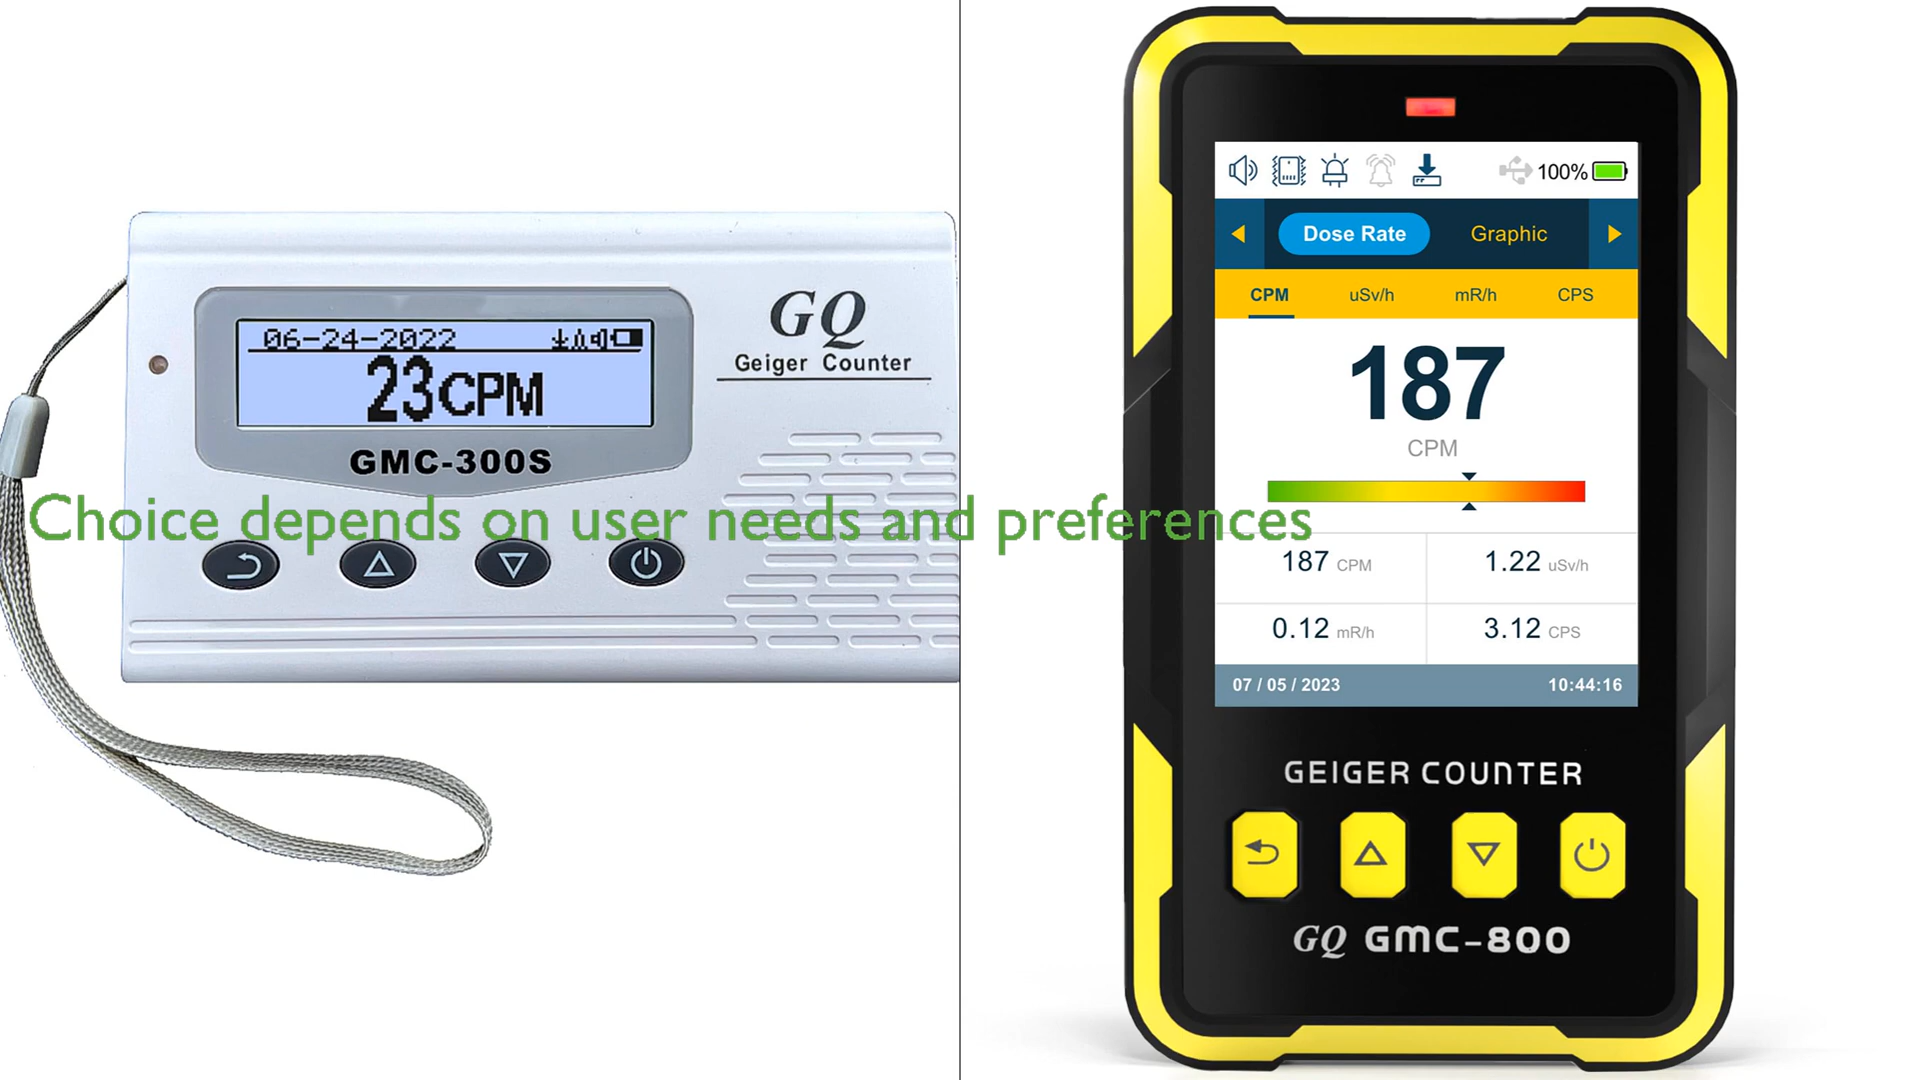 06-24-2022
23CPM
GMC-300S
GQ
Geiger Counter
Choice depends on user needs and preferences
100%
Dose Rate Graphic
CPM uSv/h mR/h CPS
187
CPM
187 CPM 1.22 uSv/h
0.12 mR/h 3.12 CPS
07 / 05 / 2023 10:44:16
GEIGER COUNTER
GQ GMC-800